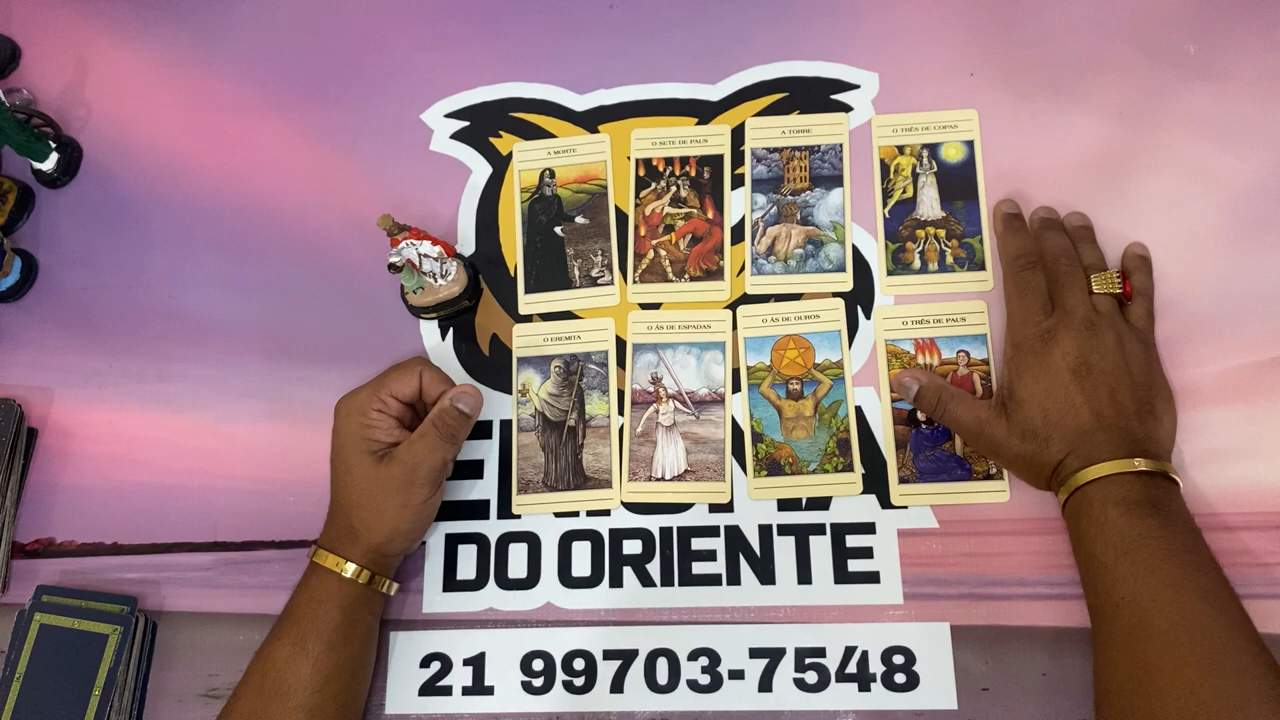 A MORTE
O SETE DE PAUS
A TORRE
O TRÊS DE COPAS
O EREMITA
O ÁS DE ESPADAS
O ÁS DE OUROS
O TRÊS DE PAUS
DO ORIENTE
21 99703-7548